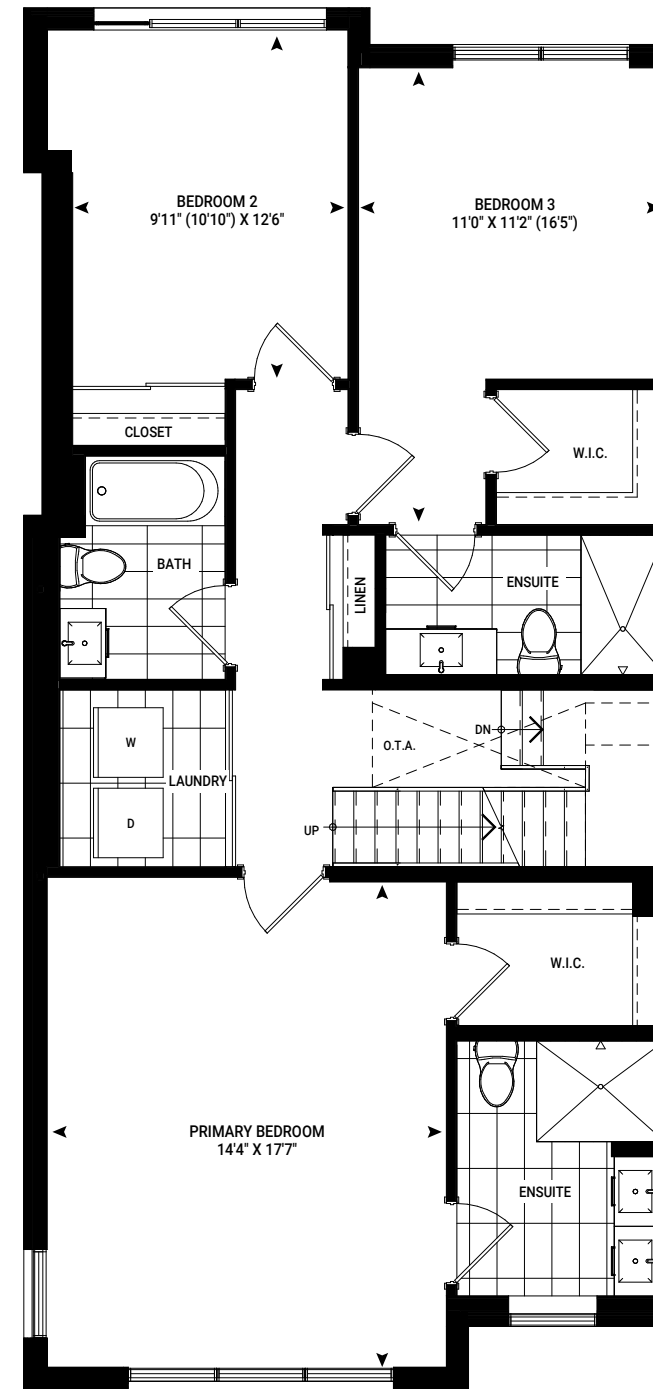 BEDROOM 2
9'11" (10'10") X 12'6"
BEDROOM 3
11'0" X 11'2" (16'5")
CLOSET
W.I.C.
BATH
LINEN
ENSUITE
W
LAUNDRY
D
O.T.A.
DN
UP
W.I.C.
PRIMARY BEDROOM
14'4" X 17'7"
ENSUITE